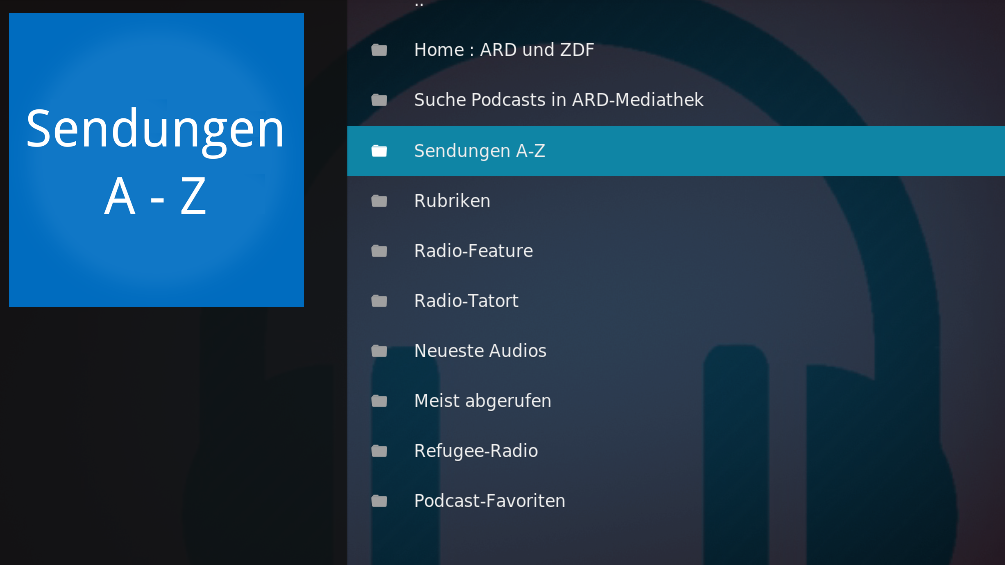 Sendungen
A - Z
..
Home : ARD und ZDF
Suche Podcasts in ARD-Mediathek
Sendungen A-Z
Rubriken
Radio-Feature
Radio-Tatort
Neueste Audios
Meist abgerufen
Refugee-Radio
Podcast-Favoriten